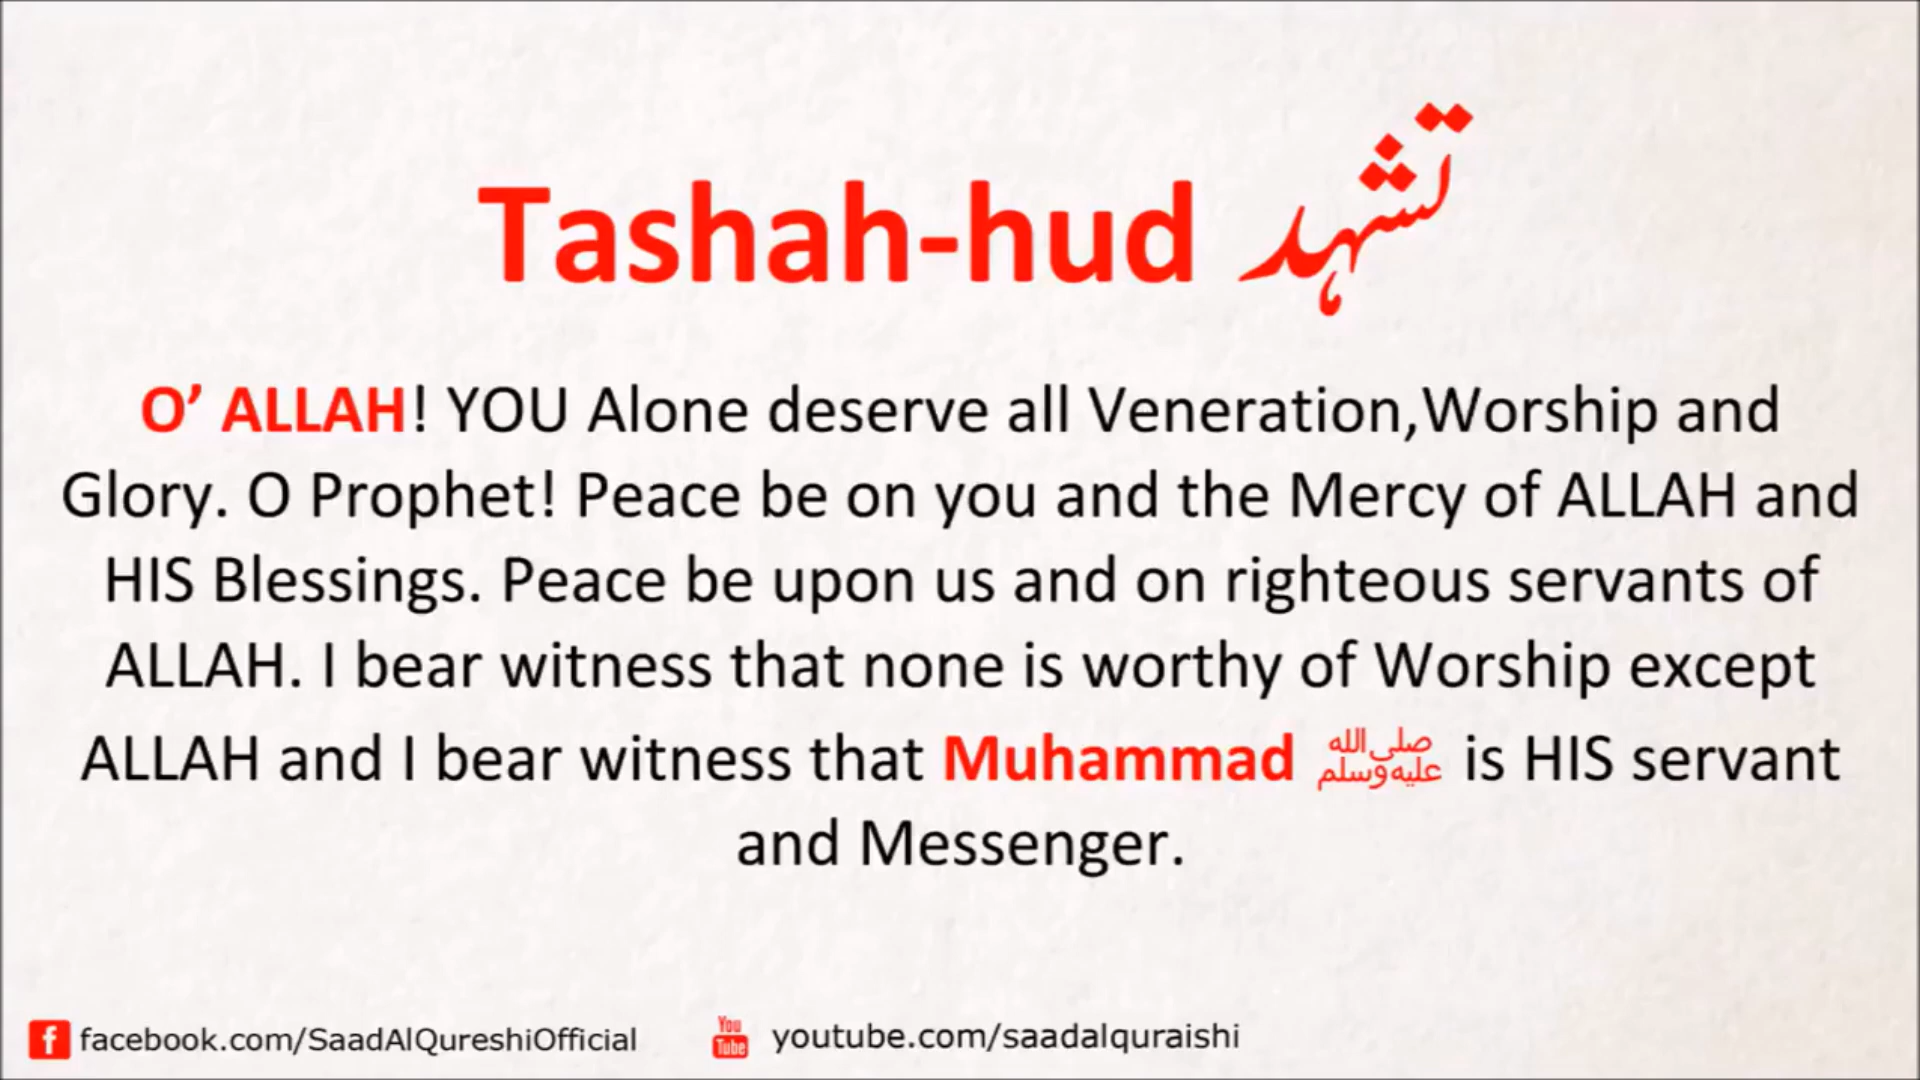 Tashah-hud تشہد
O’ ALLAH! YOU Alone deserve all Veneration,Worship and
Glory. O Prophet! Peace be on you and the Mercy of ALLAH and
HIS Blessings. Peace be upon us and on righteous servants of
ALLAH. I bear witness that none is worthy of Worship except
ALLAH and I bear witness that Muhammad صلى الله عليه وسلم is HIS servant
and Messenger.
f facebook.com/SaadAlQureshiOfficial You Tube youtube.com/saadalquraishi